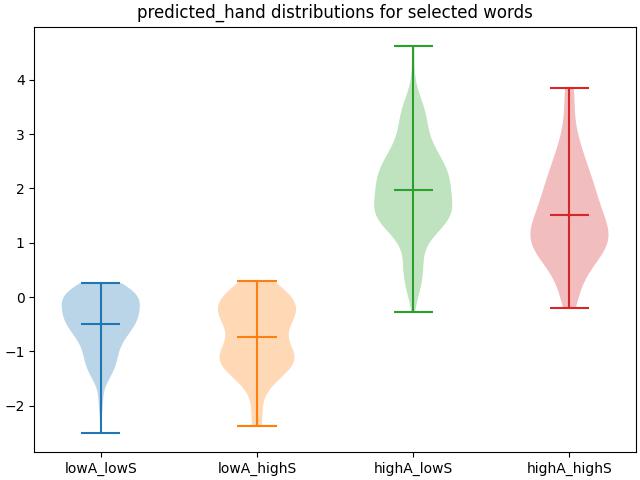 predicted_hand distributions for selected words
4
3
2
1
0
−1
−2
lowA_lowS
lowA_highS
highA_lowS
highA_highS